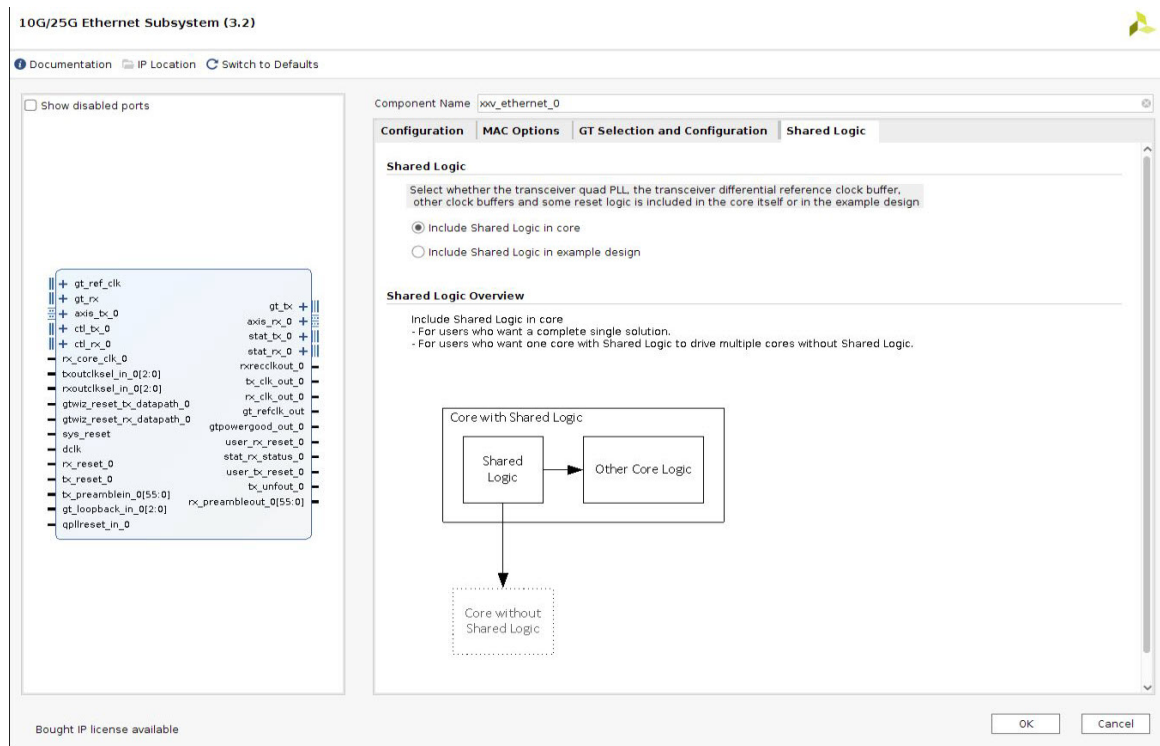 10G/25G Ethernet Subsystem (3.2)
Documentation IP Location Switch to Defaults
Show disabled ports
gt_ref_clk
gt_rx
axis_tx_0
ctl_tx_0
ctl_rx_0
rx_core_clk_0
txoutclksel_in_0[2:0]
rxoutclksel_in_0[2:0]
gtwiz_reset_tx_datapath_0
gtwiz_reset_rx_datapath_0
sys_reset
dclk
rx_reset_0
tx_reset_0
tx_preamblein_0[55:0]
gt_loopback_in_0[2:0]
qpllreset_in_0
gt_tx
axis_rx_0
stat_tx_0
stat_rx_0
rxrecclkout_0
tx_clk_out_0
rx_clk_out_0
gt_refclk_out
gtpowergood_out_0
user_rx_reset_0
stat_rx_status_0
user_tx_reset_0
tx_unfout_0
rx_preambleout_0[55:0]
Component Name xxv_ethernet_0
Configuration MAC Options GT Selection and Configuration Shared Logic
Shared Logic
Select whether the transceiver quad PLL, the transceiver differential reference clock buffer,
other clock buffers and some reset logic is included in the core itself or in the example design
Include Shared Logic in core
Include Shared Logic in example design
Shared Logic Overview
Include Shared Logic in core
- For users who want a complete single solution.
- For users who want one core with Shared Logic to drive multiple cores without Shared Logic.
Core with Shared Logic
Shared
Logic
Other Core Logic
Core without
Shared Logic
Bought IP license available
OK Cancel